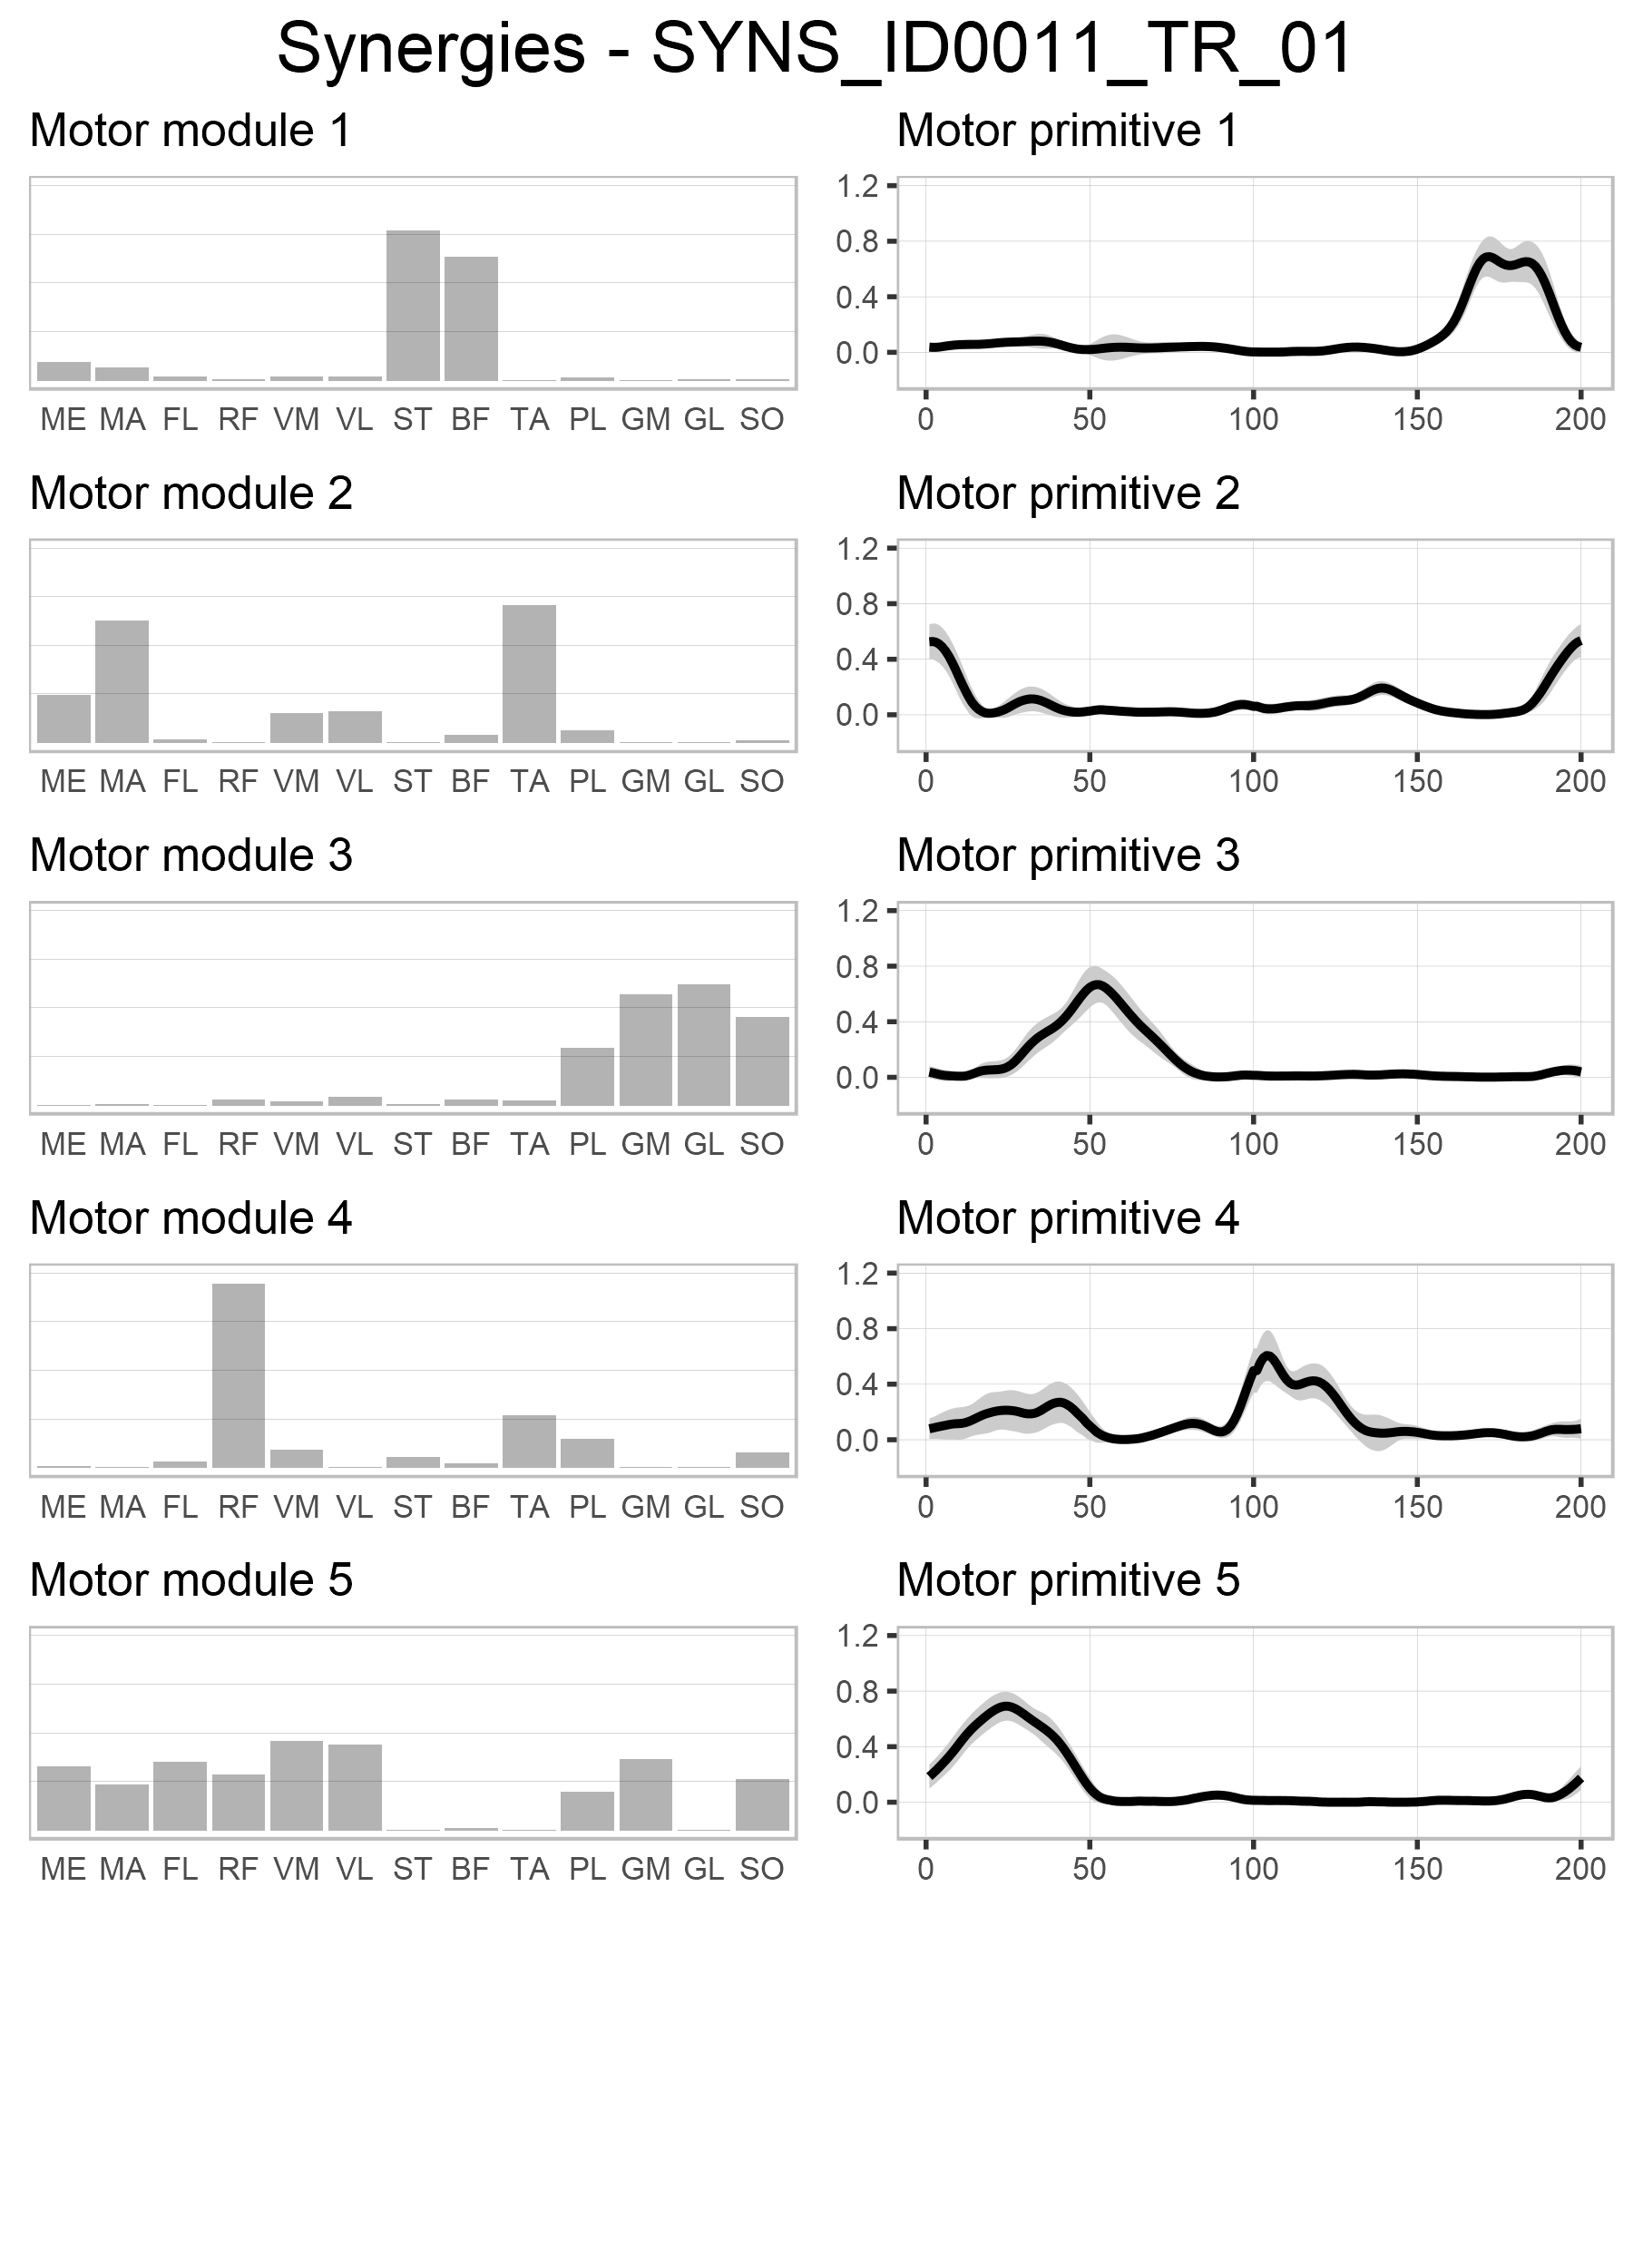 Synergies - SYNS_ID0011_TR_01
Motor module 1
Motor primitive 1
1.2
0.8
0.4
0.0
ME MA FL RF VM VL ST BF TA PL GM GL SO
0 50 100 150 200
Motor module 2
Motor primitive 2
1.2
0.8
0.4
0.0
ME MA FL RF VM VL ST BF TA PL GM GL SO
0 50 100 150 200
Motor module 3
Motor primitive 3
1.2
0.8
0.4
0.0
ME MA FL RF VM VL ST BF TA PL GM GL SO
0 50 100 150 200
Motor module 4
Motor primitive 4
1.2
0.8
0.4
0.0
ME MA FL RF VM VL ST BF TA PL GM GL SO
0 50 100 150 200
Motor module 5
Motor primitive 5
1.2
0.8
0.4
0.0
ME MA FL RF VM VL ST BF TA PL GM GL SO
0 50 100 150 200